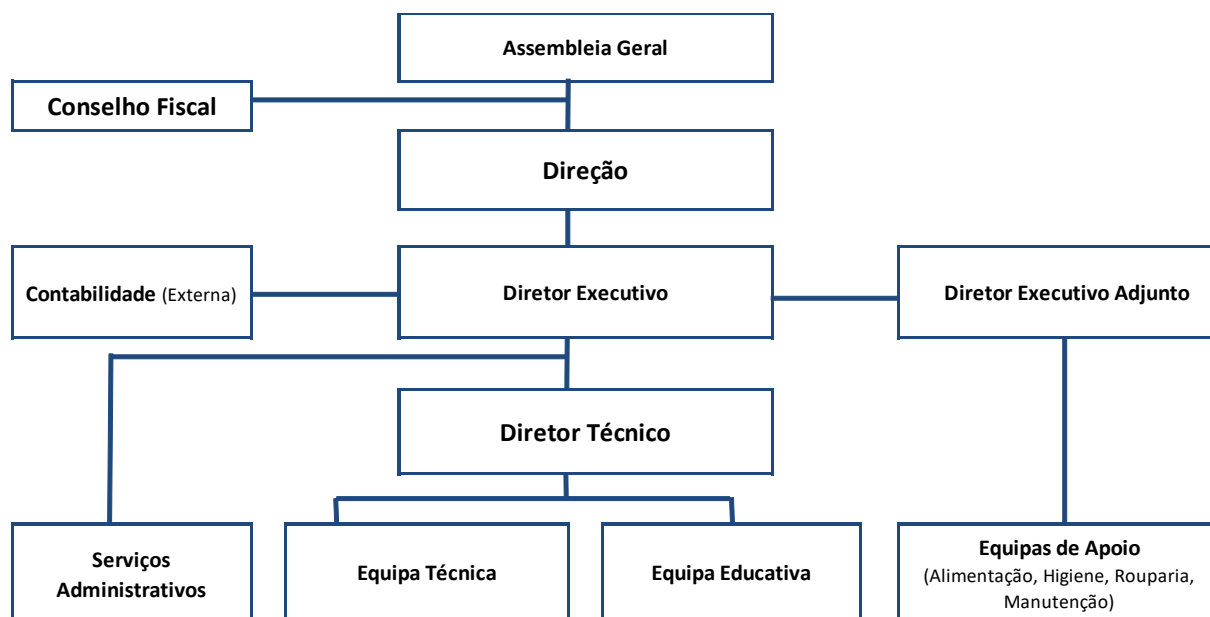 Assembleia Geral
Conselho Fiscal
Direção
Contabilidade (Externa)
Diretor Executivo
Diretor Executivo Adjunto
Diretor Técnico
Serviços
Administrativos
Equipa Técnica
Equipa Educativa
Equipas de Apoio
(Alimentação, Higiene, Rouparia,
Manutenção)